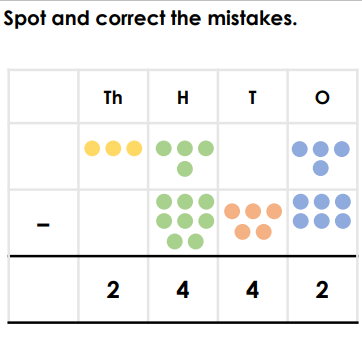 Spot and correct the mistakes.
Th H T O
–
2 4 4 2